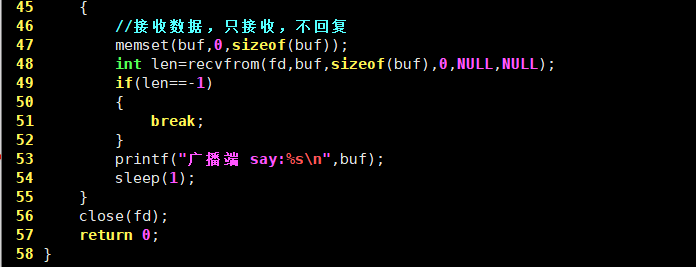 45     {
46         //接收数据，只接收，不回复
47         memset(buf,0,sizeof(buf));
48         int len=recvfrom(fd,buf,sizeof(buf),0,NULL,NULL);
49         if(len==-1)
50         {
51             break;
52         }
53         printf("广播端 say:%s\n",buf);
54         sleep(1);
55     }
56     close(fd);
57     return 0;
58 }